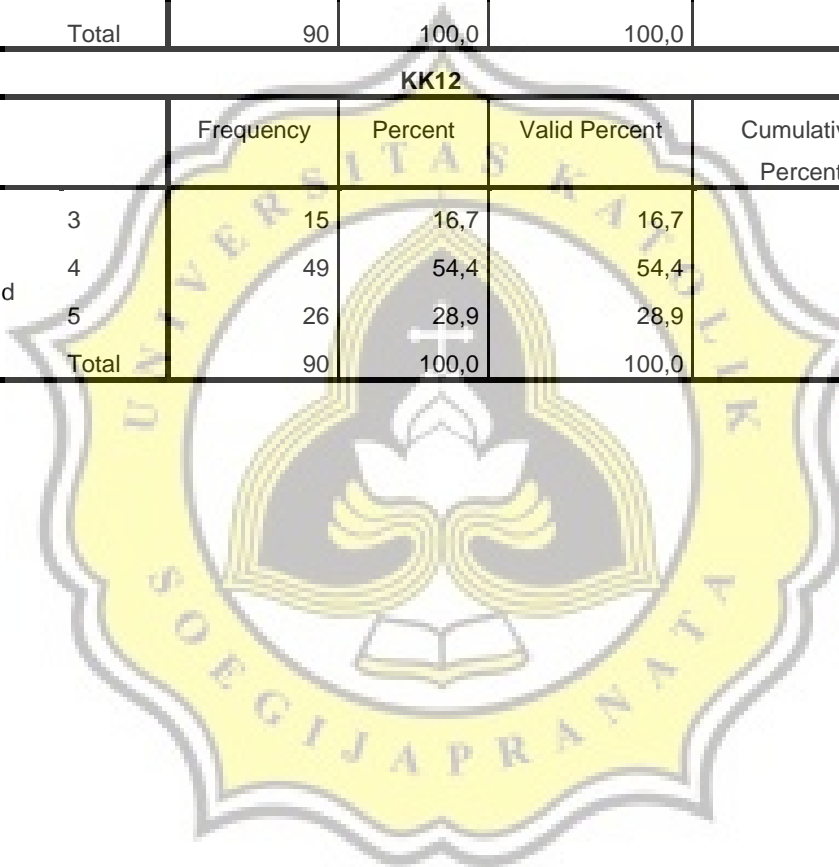 Total 90 100,0 100,0
KK12
Frequency Percent Valid Percent Cumulativ
Percent
3 15 16,7 16,7
4 49 54,4 54,4
d
5 26 28,9 28,9
Total 90 100,0 100,0
UNIVERSITAS KATOLIK
SOEGIJAPRANATA